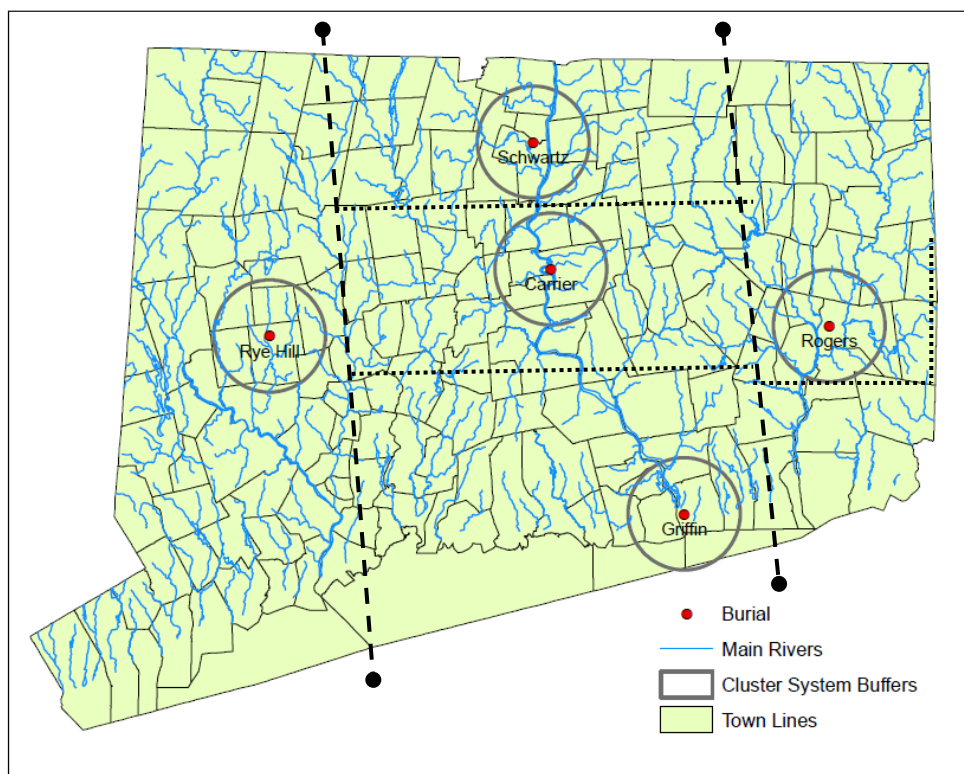 Schwartz
Carrier
Rye Hill
Rogers
Griffin
Burial
Main Rivers
Cluster System Buffers
Town Lines